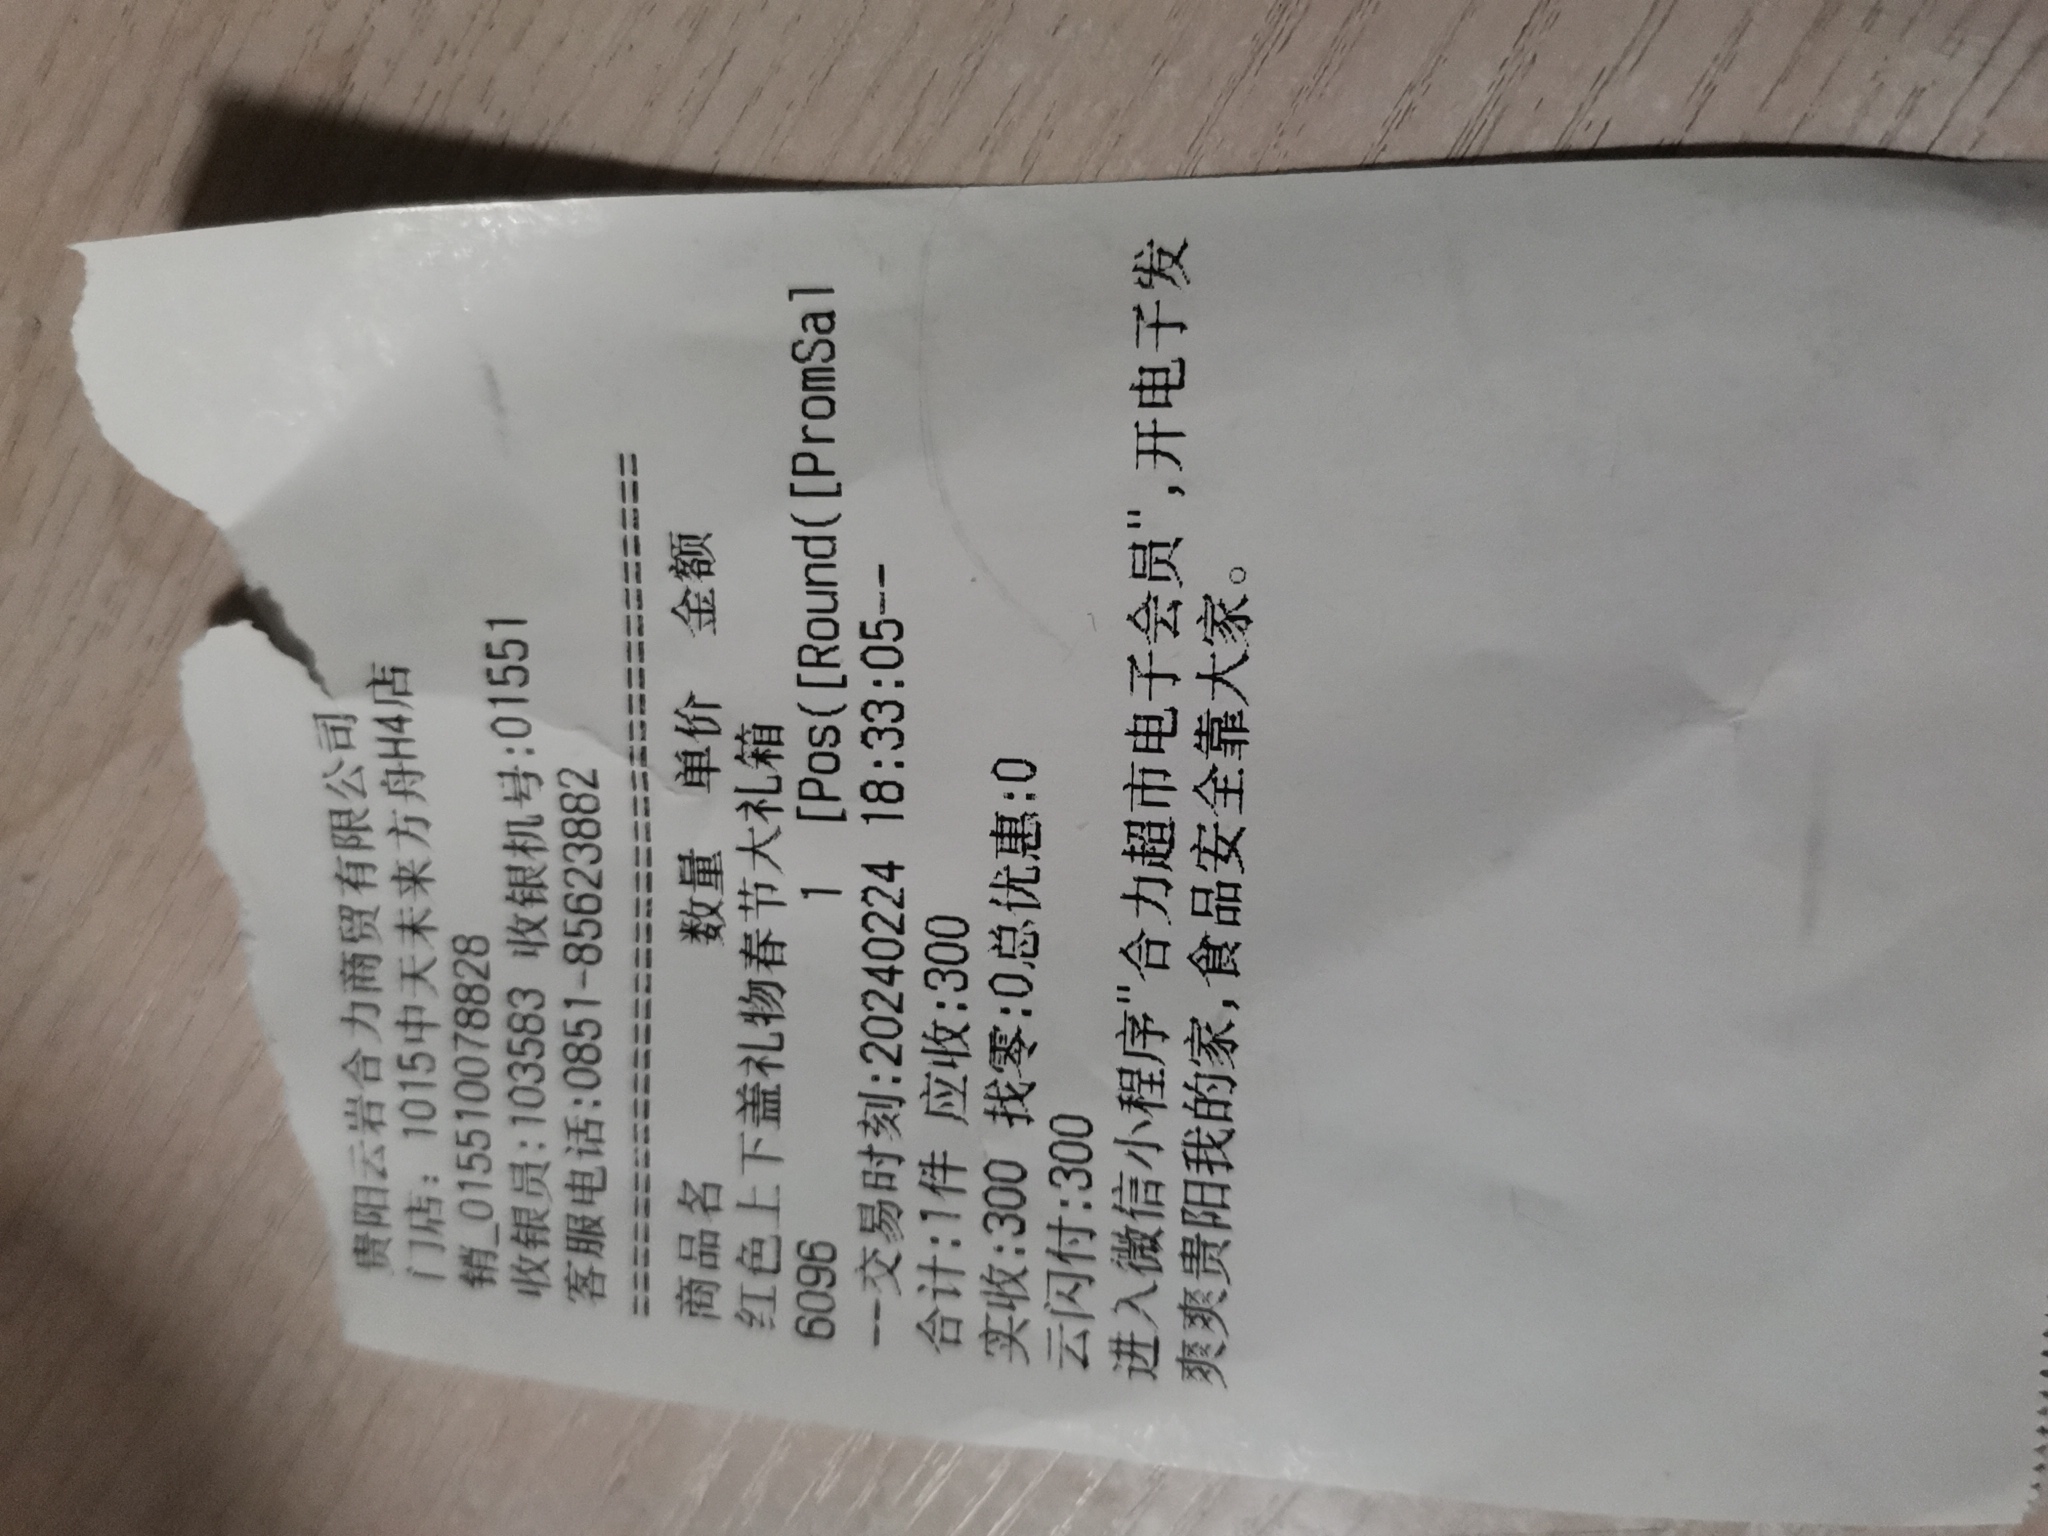 贵阳云岩合力商贸有限公司
门店: 1015中天未来方舟H4店
销_0155100788828
收银员:1035583 收银机号:01551
客服电话:0851-85623882
========================================
商品名 数量 单价 金额
红色上下盖礼物春节大礼箱
6096 1 [Pos([Round([PromSal
--交易时刻:20240224 18:33:05---
合计:1件 应收:300
实收:300 找零:0总优惠:0
云闪付:300
进入微信小程序"合力超市电子会员",开电子发
爽爽贵阳我的家,食品安全靠大家。